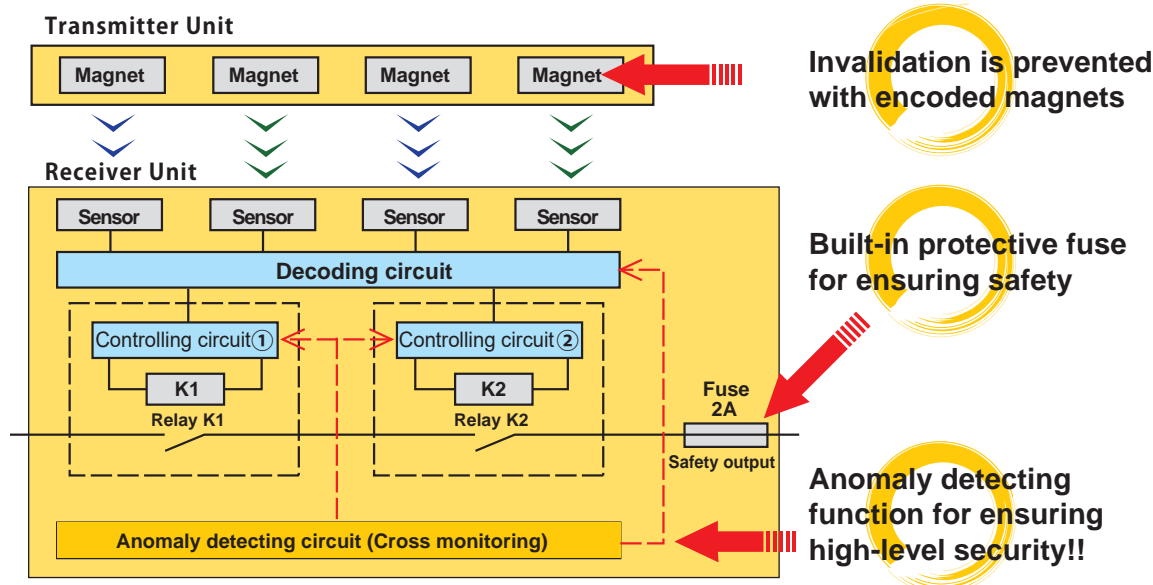 Transmitter Unit
Magnet
Magnet
Magnet
Magnet
Invalidation is prevented
with encoded magnets
Receiver Unit
Sensor
Sensor
Sensor
Sensor
Decoding circuit
Built-in protective fuse
for ensuring safety
Controlling circuit①
Controlling circuit②
K1
K2
Fuse
2A
Relay K1
Relay K2
Safety output
Anomaly detecting circuit (Cross monitoring)
Anomaly detecting
function for ensuring
high-level security!!